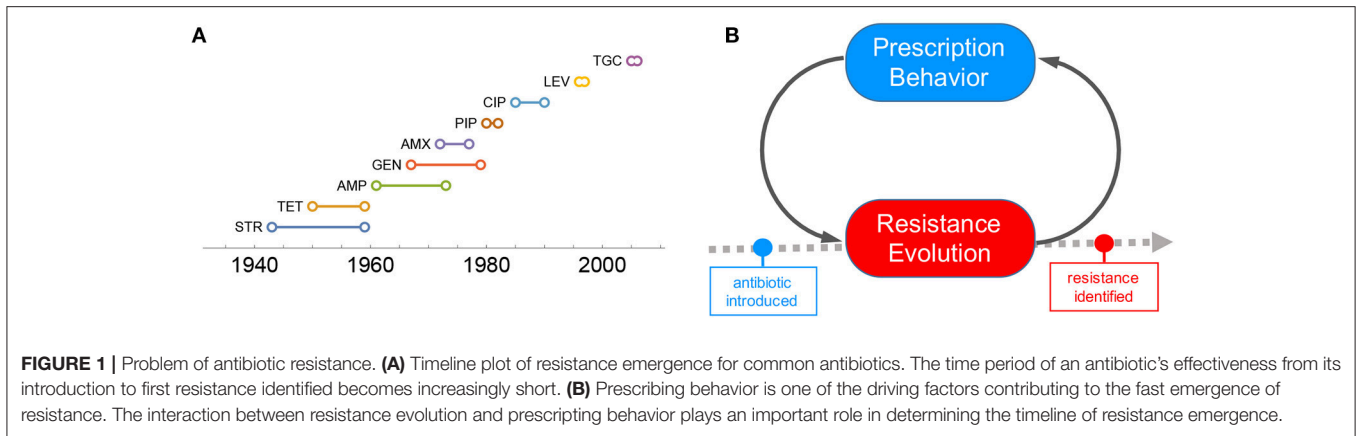 A
TGC
LEV
CIP
PIP
AMX
GEN
AMP
TET
STR
1940 1960 1980 2000
B
Prescription
Behavior
Resistance
Evolution
antibiotic
introduced
resistance
identified
FIGURE 1 | Problem of antibiotic resistance. (A) Timeline plot of resistance emergence for common antibiotics. The time period of an antibiotic's effectiveness from its
introduction to first resistance identified becomes increasingly short. (B) Prescribing behavior is one of the driving factors contributing to the fast emergence of
resistance. The interaction between resistance evolution and prescripting behavior plays an important role in determining the timeline of resistance emergence.